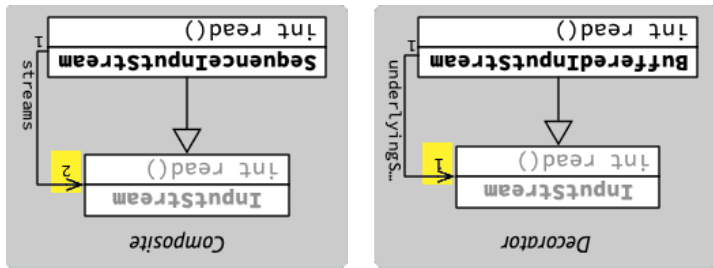 Decorator
InputStream
int read()
1
underlyingS…
1
BufferedInputStream
int read()
Composite
InputStream
int read()
2
streams
1
SequenceInputStream
int read()